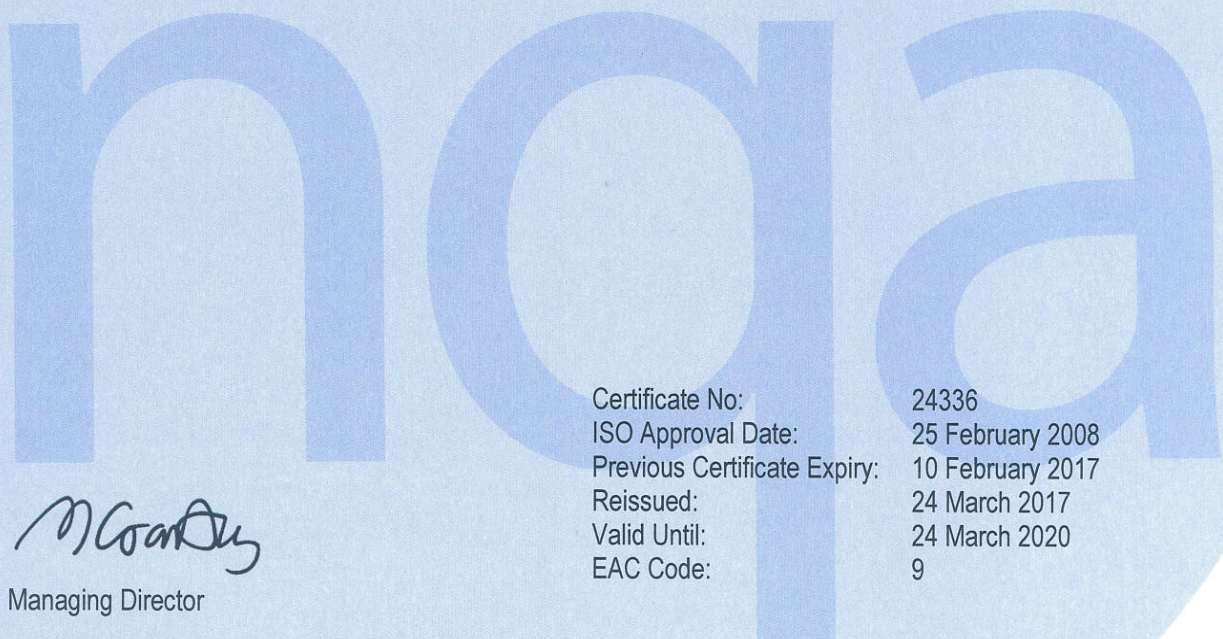 nqa
Certificate No: 24336
ISO Approval Date: 25 February 2008
Previous Certificate Expiry: 10 February 2017
Reissued: 24 March 2017
Valid Until: 24 March 2020
EAC Code: 9
Managing Director